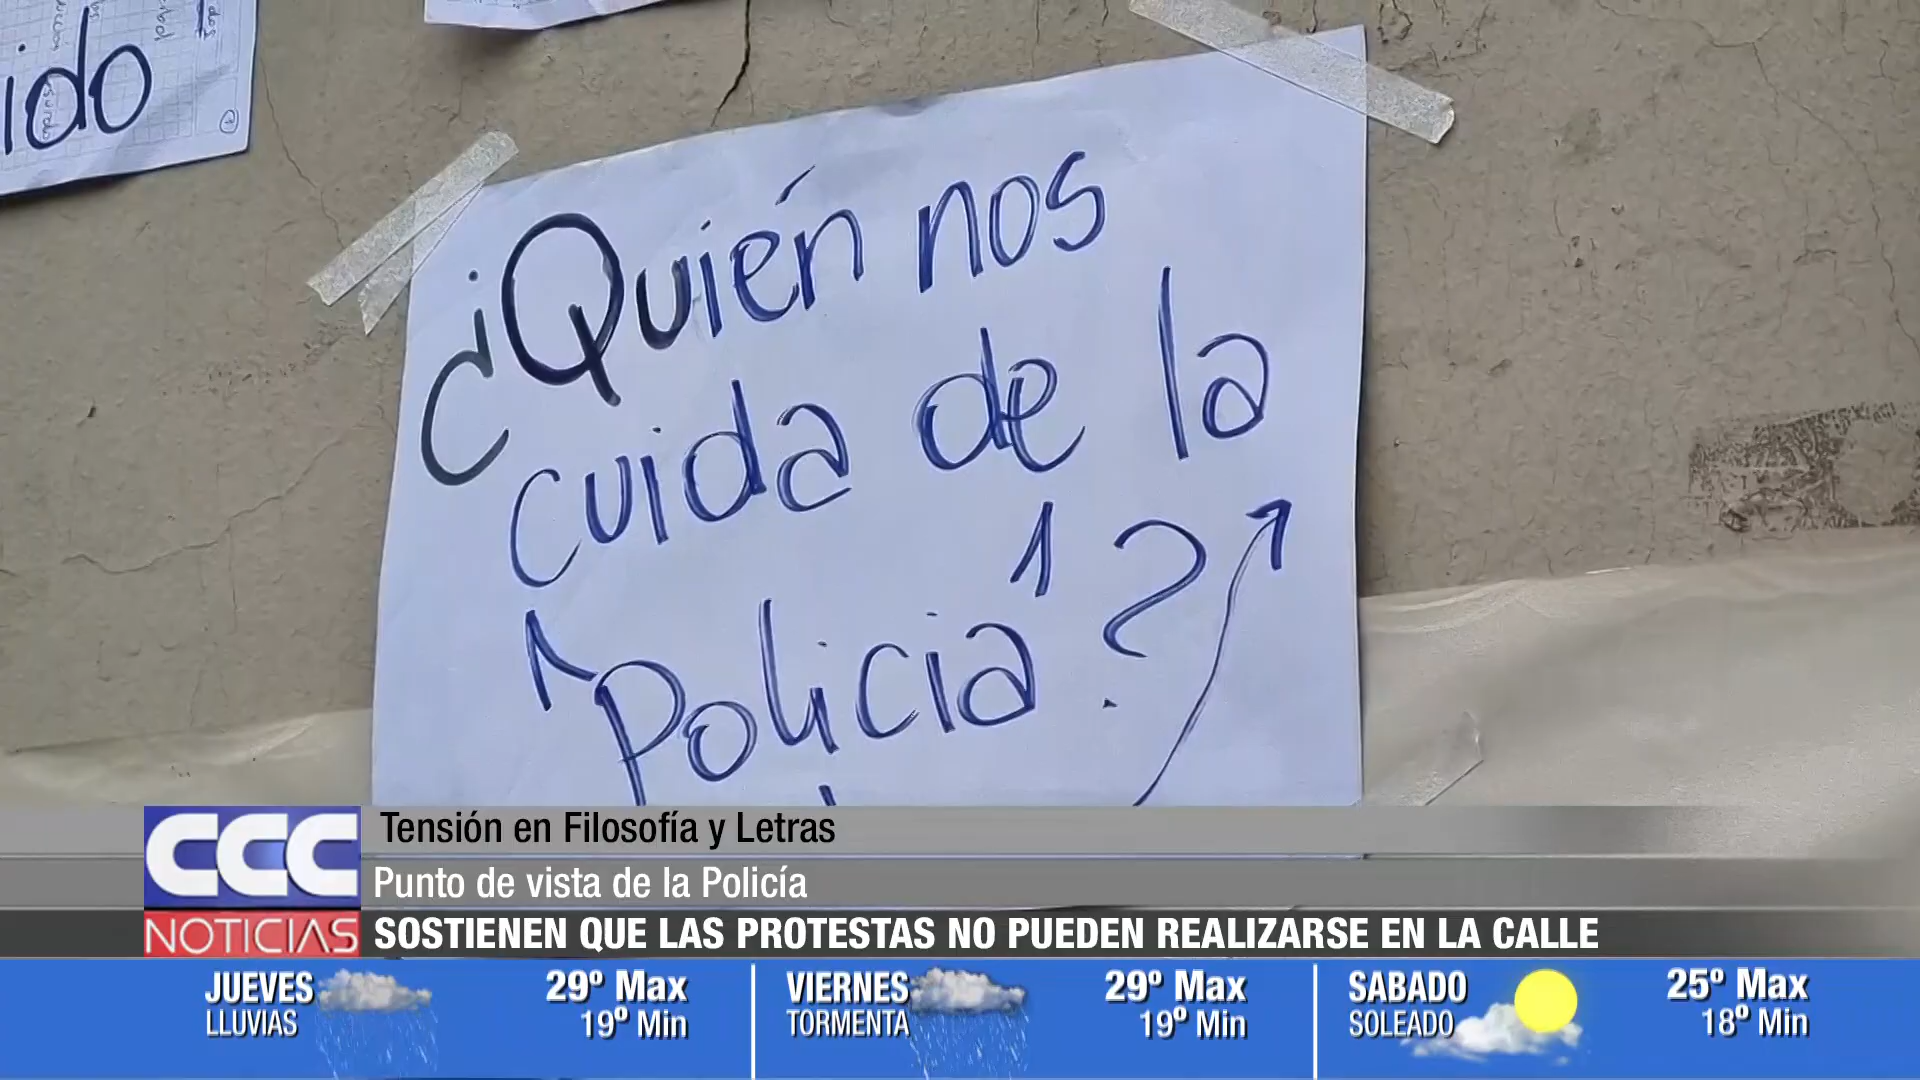 ido
¿Quién nos
cuida de la
Policia?
Tensión en Filosofía y Letras
Punto de vista de la Policía
CCC
NOTICIAS
SOSTIENEN QUE LAS PROTESTAS NO PUEDEN REALIZARSE EN LA CALLE
JUEVES
LLUVIAS
29º Max
19º Min
VIERNES
TORMENTA
29º Max
19º Min
SABADO
SOLEADO
25º Max
18º Min